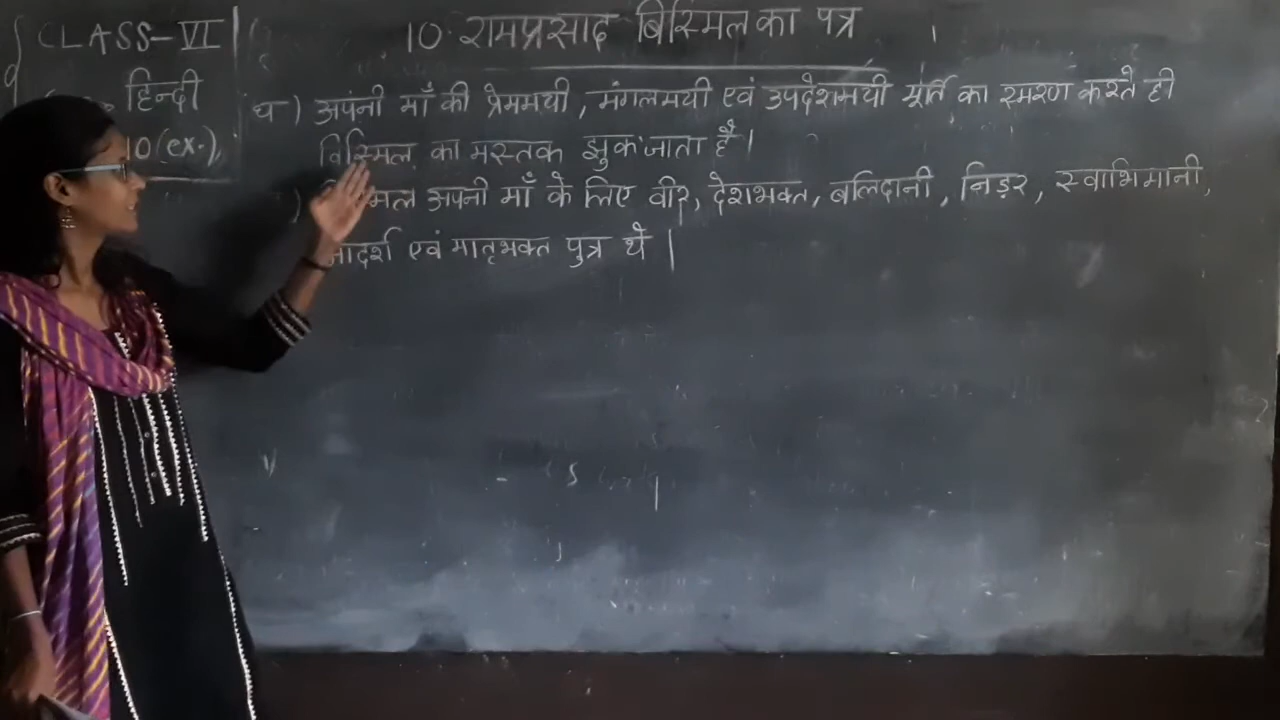 CLASS-VI
हिन्दी
10(ex.)
10. रामप्रसाद बिस्मिल का पत्र
घ) अपनी माँ की प्रेममयी, मंगलमयी एवं उपदेशमयी मूर्ति का स्मरण करते ही
बिस्मिल का मस्तक झुक जाता है।
) अपनी माँ के लिए वीर, देशभक्त, बलिदानी, निडर, स्वाभिमानी,
एवं मातृभक्त पुत्र थे।